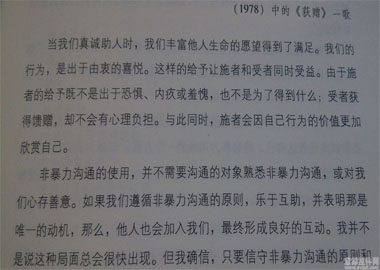 (1978)中的《获赠》一歌
当我们真诚助人时，我们丰富他人生命的愿望得到了满足。我们的
行为，是出于由衷的喜悦。这样的给予让施者和受者同时受益。由于施
者的给予既不是出于恐惧、内疚或羞愧，也不是为了得到什么；受者获
得馈赠，却不会有心理负担。与此同时，施者会因自己行为的价值更加
欣赏自己。
非暴力沟通的使用，并不需要沟通的对象熟悉非暴力沟通，或对我
们心存善意。如果我们遵循非暴力沟通的原则，乐于互助，并表明那是
唯一的动机，那么，他人也会加入我们，最终形成良好的互动。我并不
是说这种局面总会很快出现。但我确信，只要信守非暴力沟通的原则和